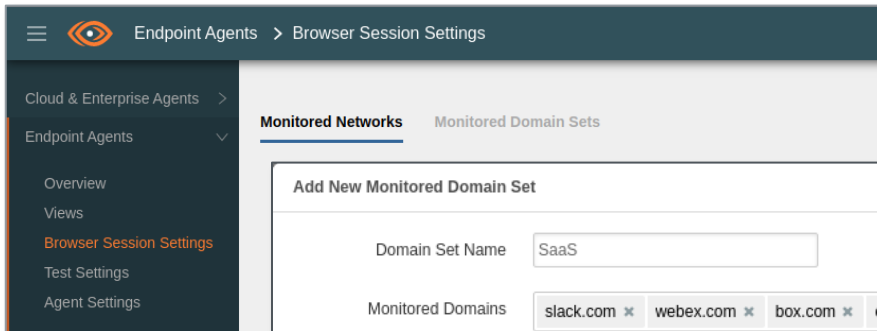 Endpoint Agents > Browser Session Settings
Cloud & Enterprise Agents >
Endpoint Agents
Overview
Views
Browser Session Settings
Test Settings
Agent Settings
Monitored Networks Monitored Domain Sets
Add New Monitored Domain Set
Domain Set Name SaaS
Monitored Domains slack.com × webex.com × box.com ×